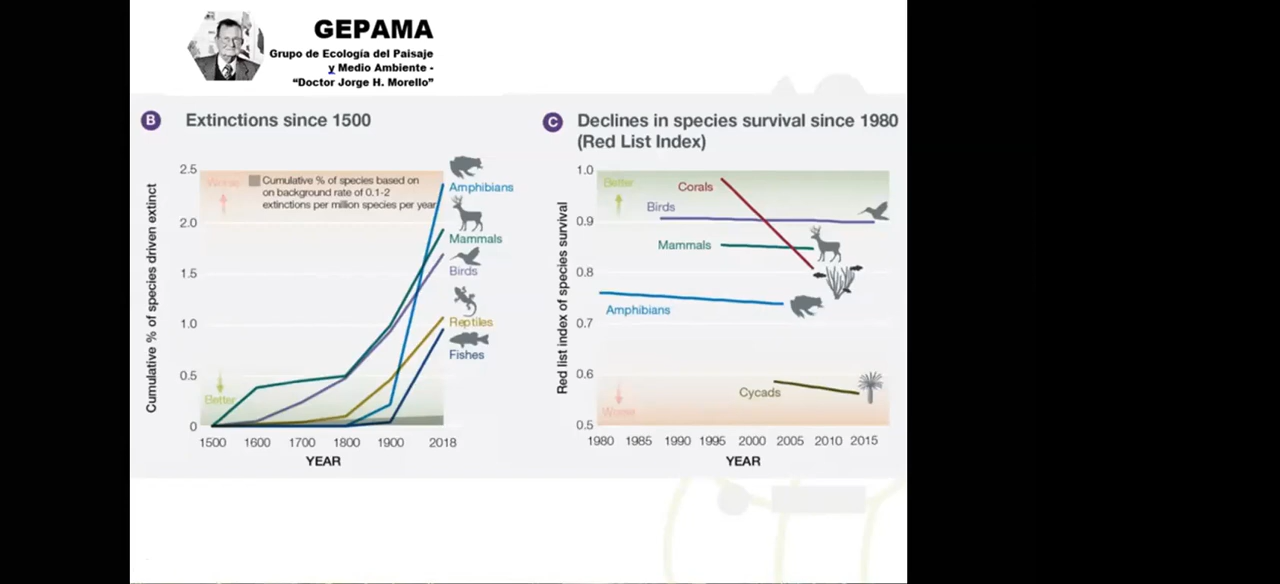 GEPAMA
Grupo de Ecología del Paisaje
y Medio Ambiente -
“Doctor Jorge H. Morello”
B Extinctions since 1500
Cumulative % of species driven extinct
2.5
2.0
1.5
1.0
0.5
0
Worse
Cumulative % of species based on
on background rate of 0.1-2
extinctions per million species per year
Better
Amphibians
Mammals
Birds
Reptiles
Fishes
1500 1600 1700 1800 1900 2018
YEAR
C Declines in species survival since 1980
(Red List Index)
Red list index of species survival
1.0
0.9
0.8
0.7
0.6
0.5
Better
Corals
Birds
Mammals
Amphibians
Cycads
Worse
1980 1985 1990 1995 2000 2005 2010 2015
YEAR